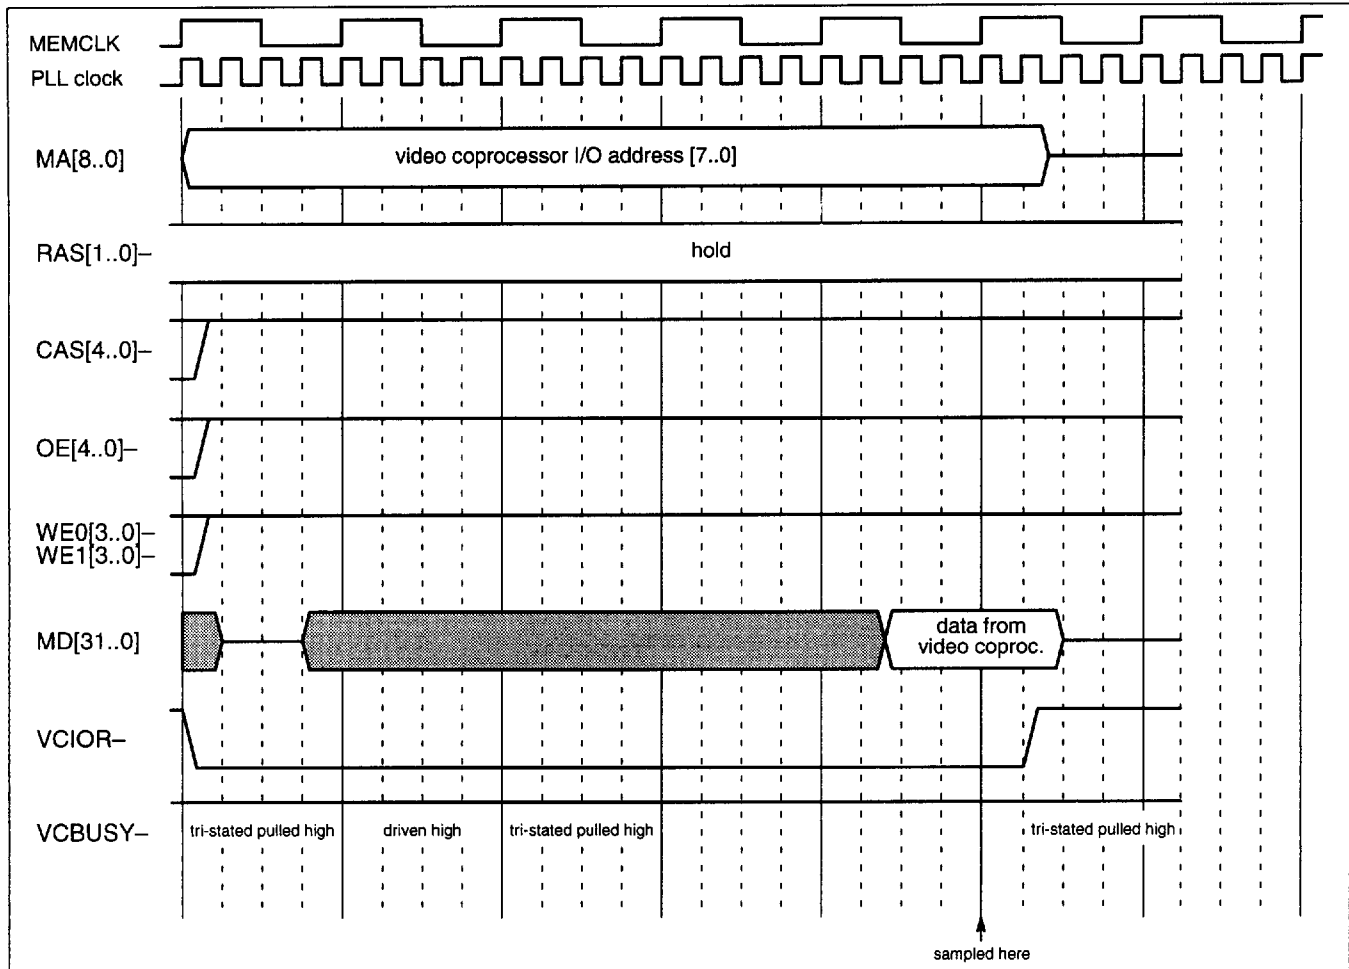 MEMCLK
PLL clock
MA[8..0]
video coprocessor I/O address [7..0]
RAS[1..0]–
hold
CAS[4..0]–
OE[4..0]–
WE0[3..0]–
WE1[3..0]–
MD[31..0]
data from
video coproc.
VCIOR–
VCBUSY–
tri-stated pulled high
driven high
tri-stated pulled high
tri-stated pulled high
sampled here